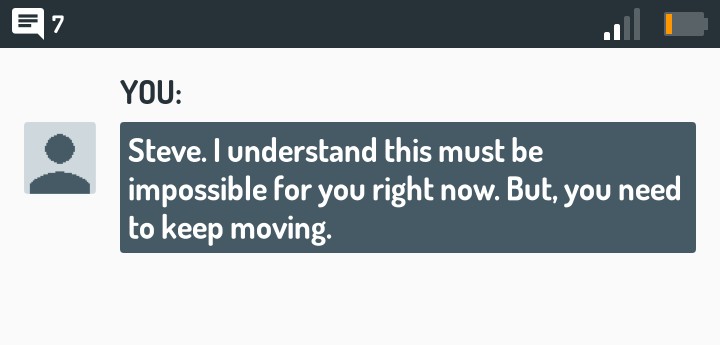 7
YOU:
Steve. I understand this must be
impossible for you right now. But, you need
to keep moving.